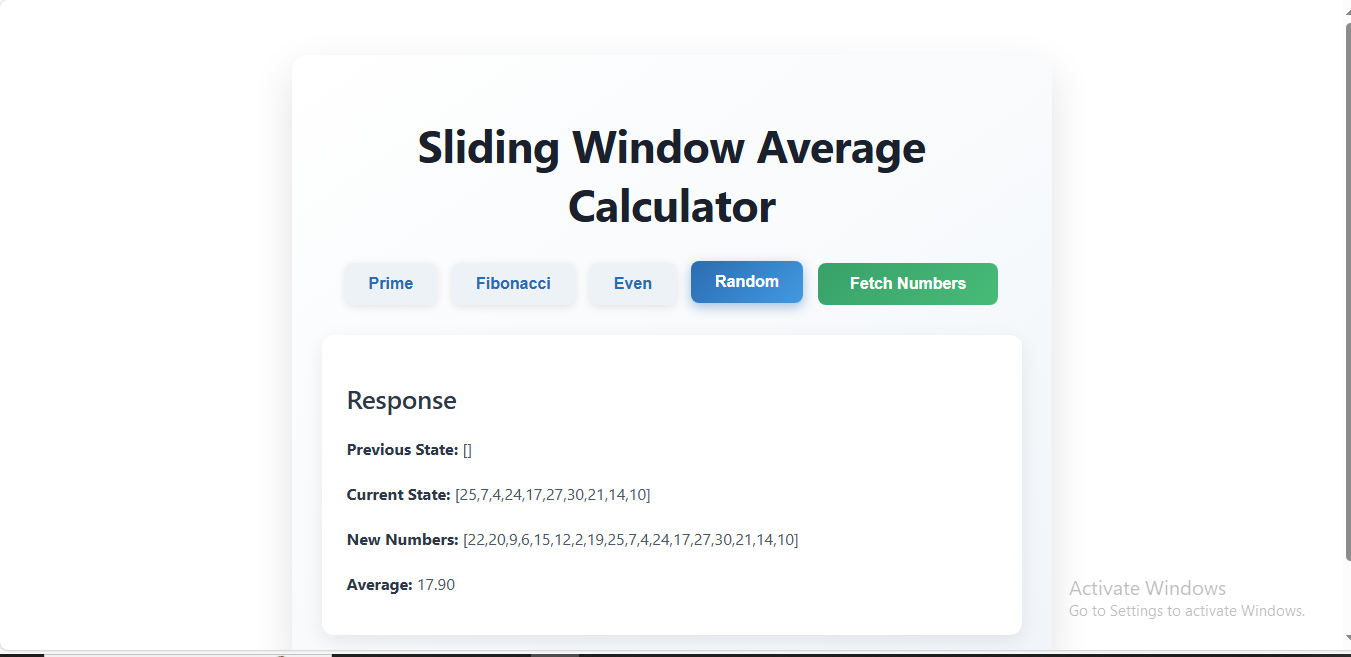 Sliding Window Average
Calculator
Prime
Fibonacci
Even
Random
Fetch Numbers
Response
Previous State: []
Current State: [25,7,4,24,17,27,30,21,14,10]
New Numbers: [22,20,9,6,15,12,2,19,25,7,4,24,17,27,30,21,14,10]
Average: 17.90
Activate Windows
Go to Settings to activate Windows.